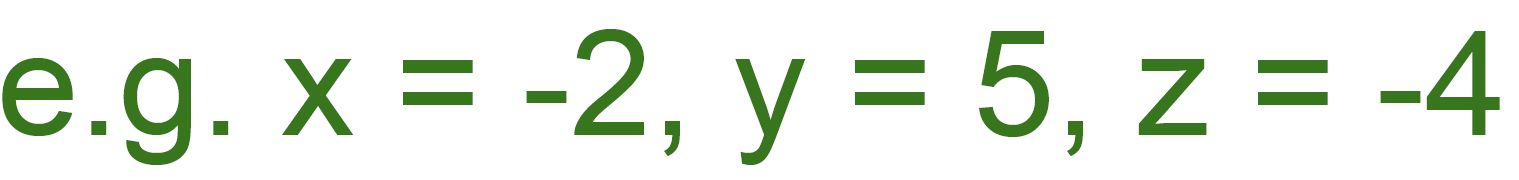 e.g. x = -2, y = 5, z = -4